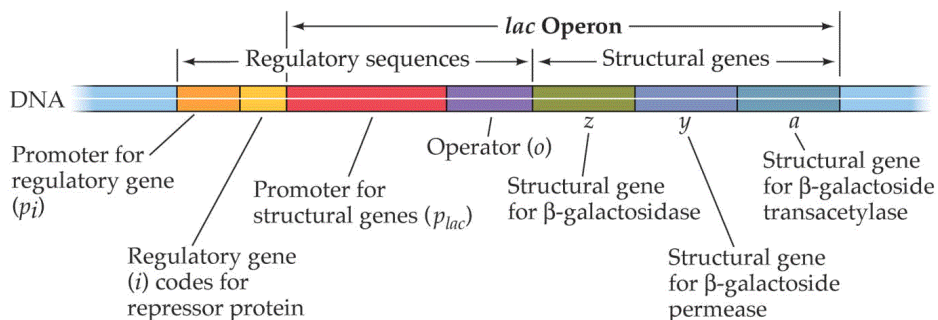 lac Operon
Regulatory sequences
Structural genes
DNA
z
y
a
Promoter for
regulatory gene
(pi)
Regulatory gene
(i) codes for
repressor protein
Promoter for
structural genes (plac)
Operator (o)
Structural gene
for β-galactosidase
Structural gene
for β-galactoside
permease
Structural gene
for β-galactoside
transacetylase